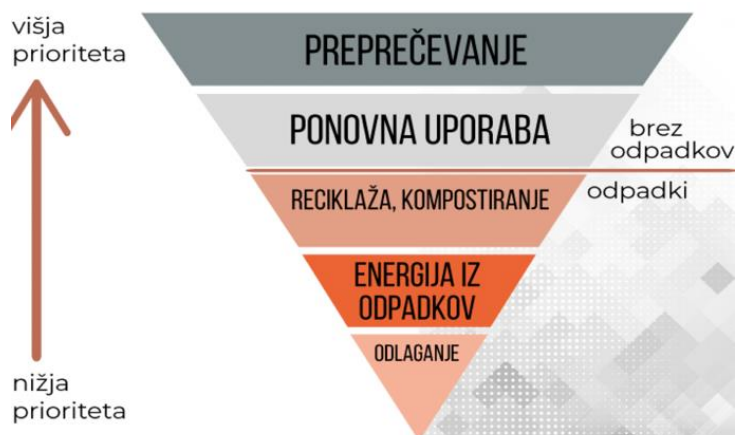 višja
prioriteta
PREPREČEVANJE
PONOVNA UPORABA
brez
odpadkov
RECIKLAŽA, KOMPOSTIRANJE
odpadki
ENERGIJA IZ
ODPADKOV
ODLAGANJE
nižja
prioriteta